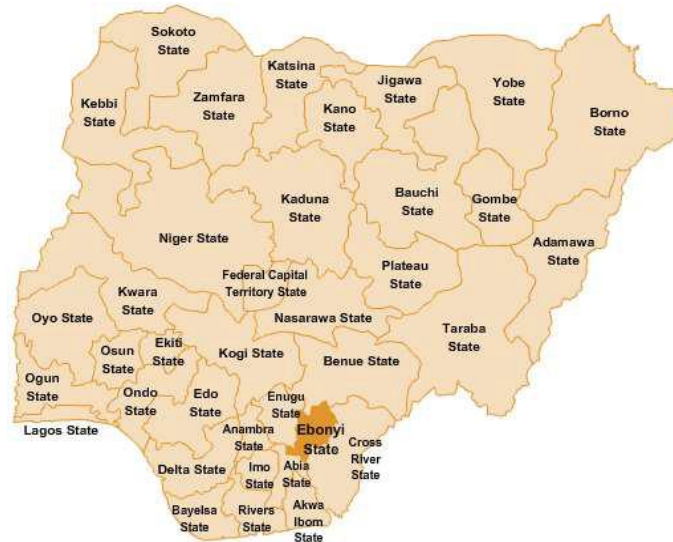 Sokoto
State
Katsina
State
Jigawa
State
Yobe
State
Kebbi
State
Zamfara
State
Kano
State
Borno
State
Kaduna
State
Bauchi
State
Gombe
State
Niger State
Adamawa
State
Federal Capital
Territory State
Plateau
State
Kwara
State
Oyo State
Nasarawa State
Taraba
State
Osun
State
Ekiti
State
Kogi State
Benue State
Ogun
State
Ondo
State
Edo
State
Enugu
State
Lagos State
Anambra
State
Ebonyi
State
Cross
River
State
Delta State
Imo
State
Abia
State
Bayelsa
State
Rivers
State
Akwa
Ibom
State